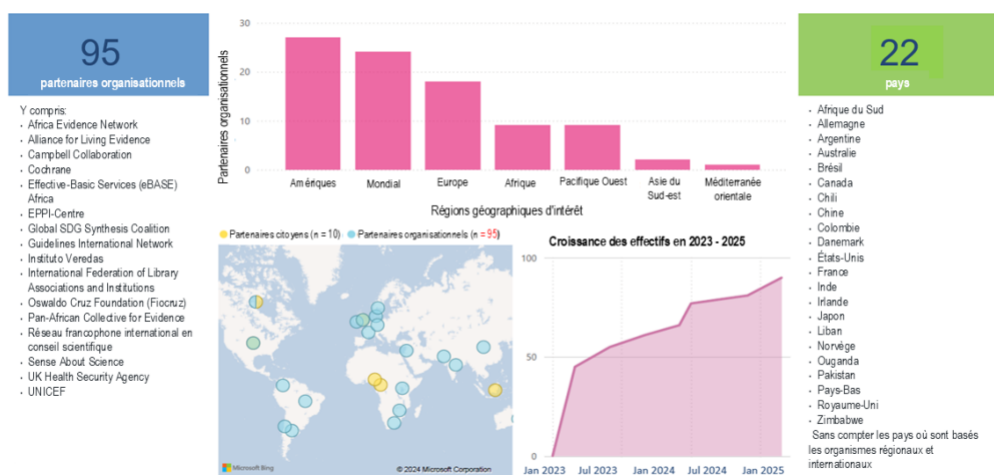 95
partenaires organisationnels
Y compris:
· Africa Evidence Network
· Alliance for Living Evidence
· Campbell Collaboration
· Cochrane
· Effective-Basic Services (eBASE)
Africa
· EPPI-Centre
· Global SDG Synthesis Coalition
· Guidelines International Network
· Instituto Veredas
· International Federation of Library
Associations and Institutions
· Oswaldo Cruz Foundation (Fiocruz)
· Pan-African Collective for Evidence
· Réseau francophone international en
conseil scientifique
· Sense About Science
· UK Health Security Agency
· UNICEF
Partenaires organisationnels
30
20
10
0
Amériques
Mondial
Europe
Afrique
Pacifique Ouest
Asie du
Sud-est
Méditerranée
orientale
Régions géographiques d'intérêt
Partenaires citoyens (n = 10)
Partenaires organisationnels (n = 95)
Microsoft Bing
© 2024 Microsoft Corporation
Croissance des effectifs en 2023 - 2025
100
50
0
Jan 2023
Jul 2023
Jan 2024
Jul 2024
Jan 2025
22
pays
· Afrique du Sud
· Allemagne
· Argentine
· Australie
· Brésil
· Canada
· Chili
· Chine
· Colombie
· Danemark
· États-Unis
· France
· Inde
· Irlande
· Japon
· Liban
· Norvége
· Ouganda
· Pakistan
· Pays-Bas
· Royaume-Uni
· Zimbabwe
Sans compter les pays où sont basés
les organismes régionaux et
internationaux